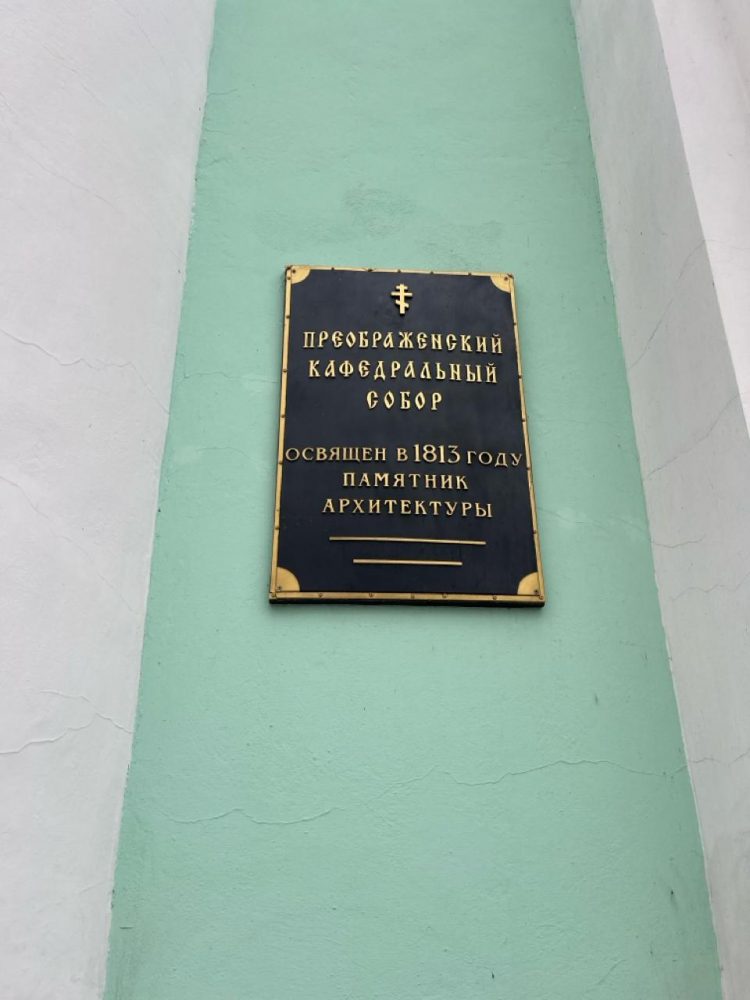 ПРЕОБРАЖЕНСКИЙ
КАФЕДРАЛЬНЫЙ
СОБОР
ОСВЯЩЕН В 1813 ГОДУ
ПАМЯТНИК
АРХИТЕКТУРЫ